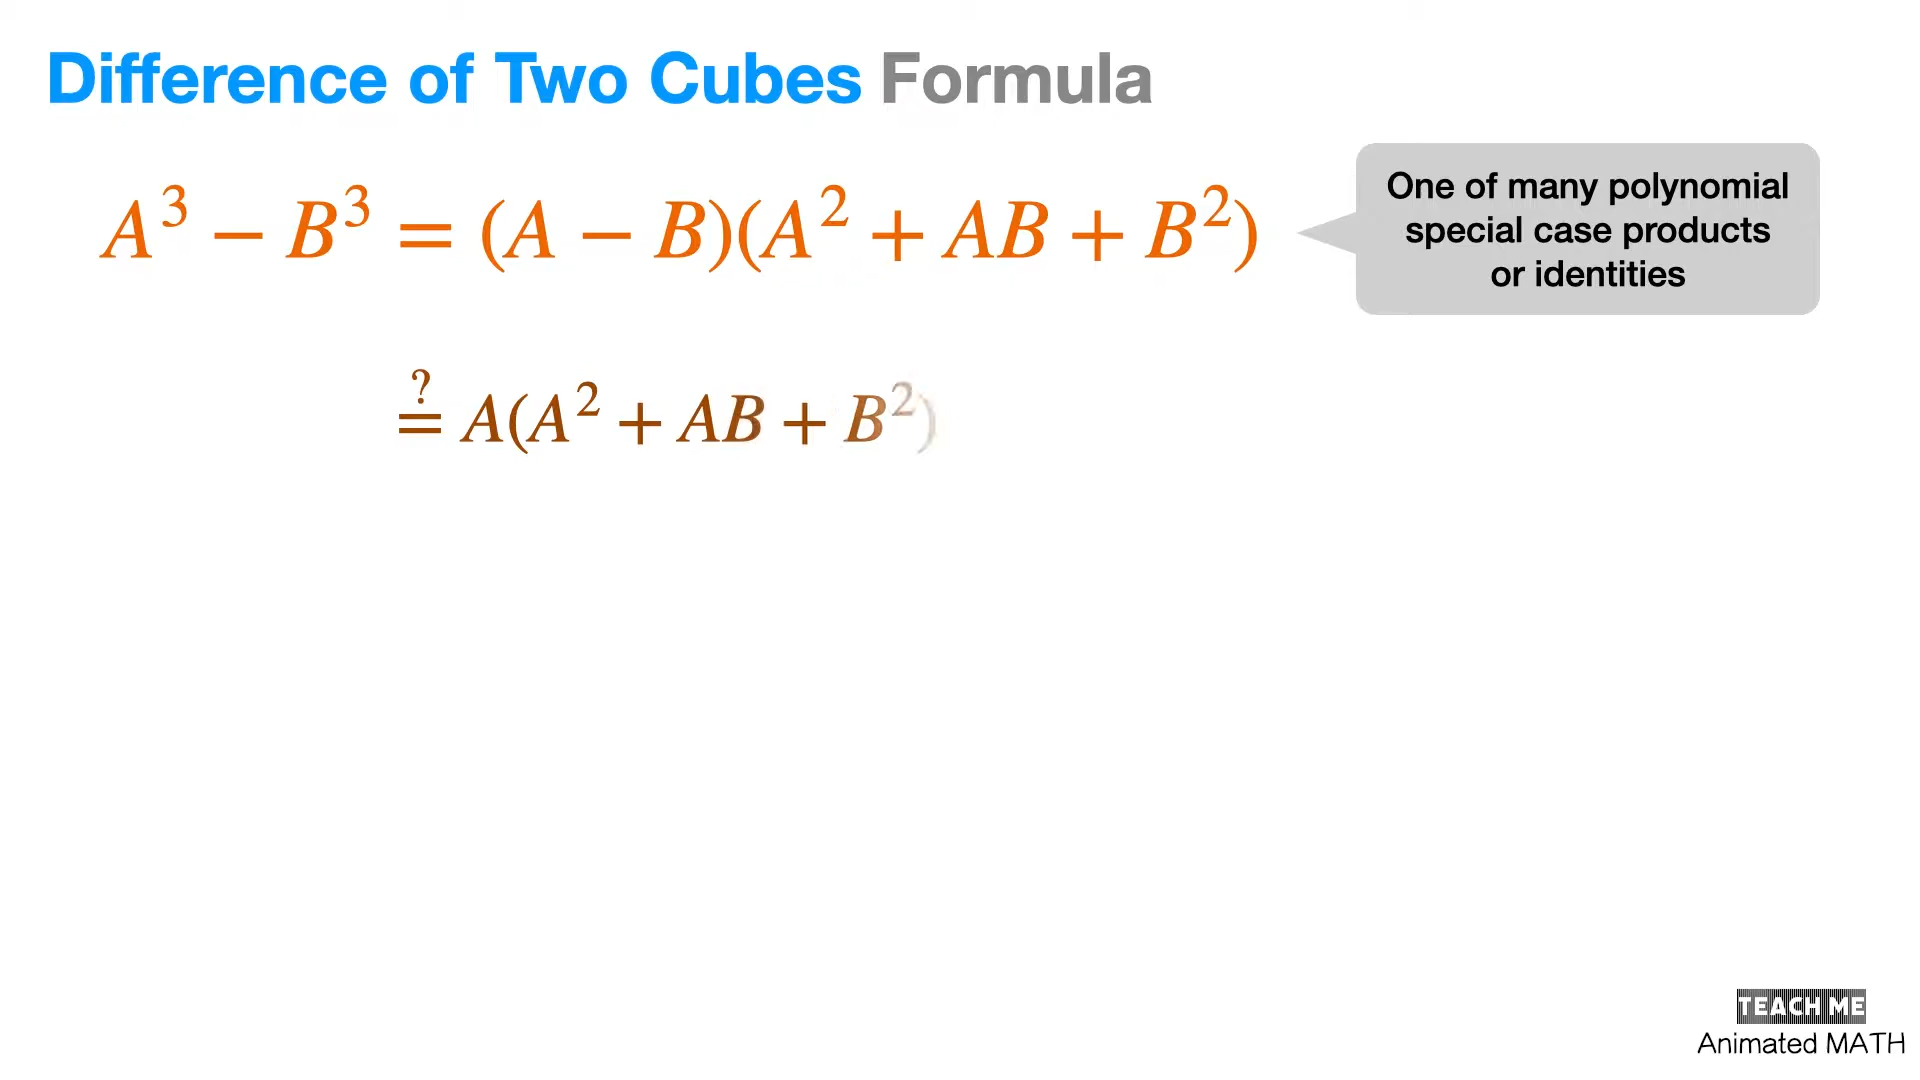 Difference of Two Cubes Formula
A³ − B³ = (A − B)(A² + AB + B²)
One of many polynomial
special case products
or identities
?
= A(A² + AB + B²)
TEACH ME
Animated MATH